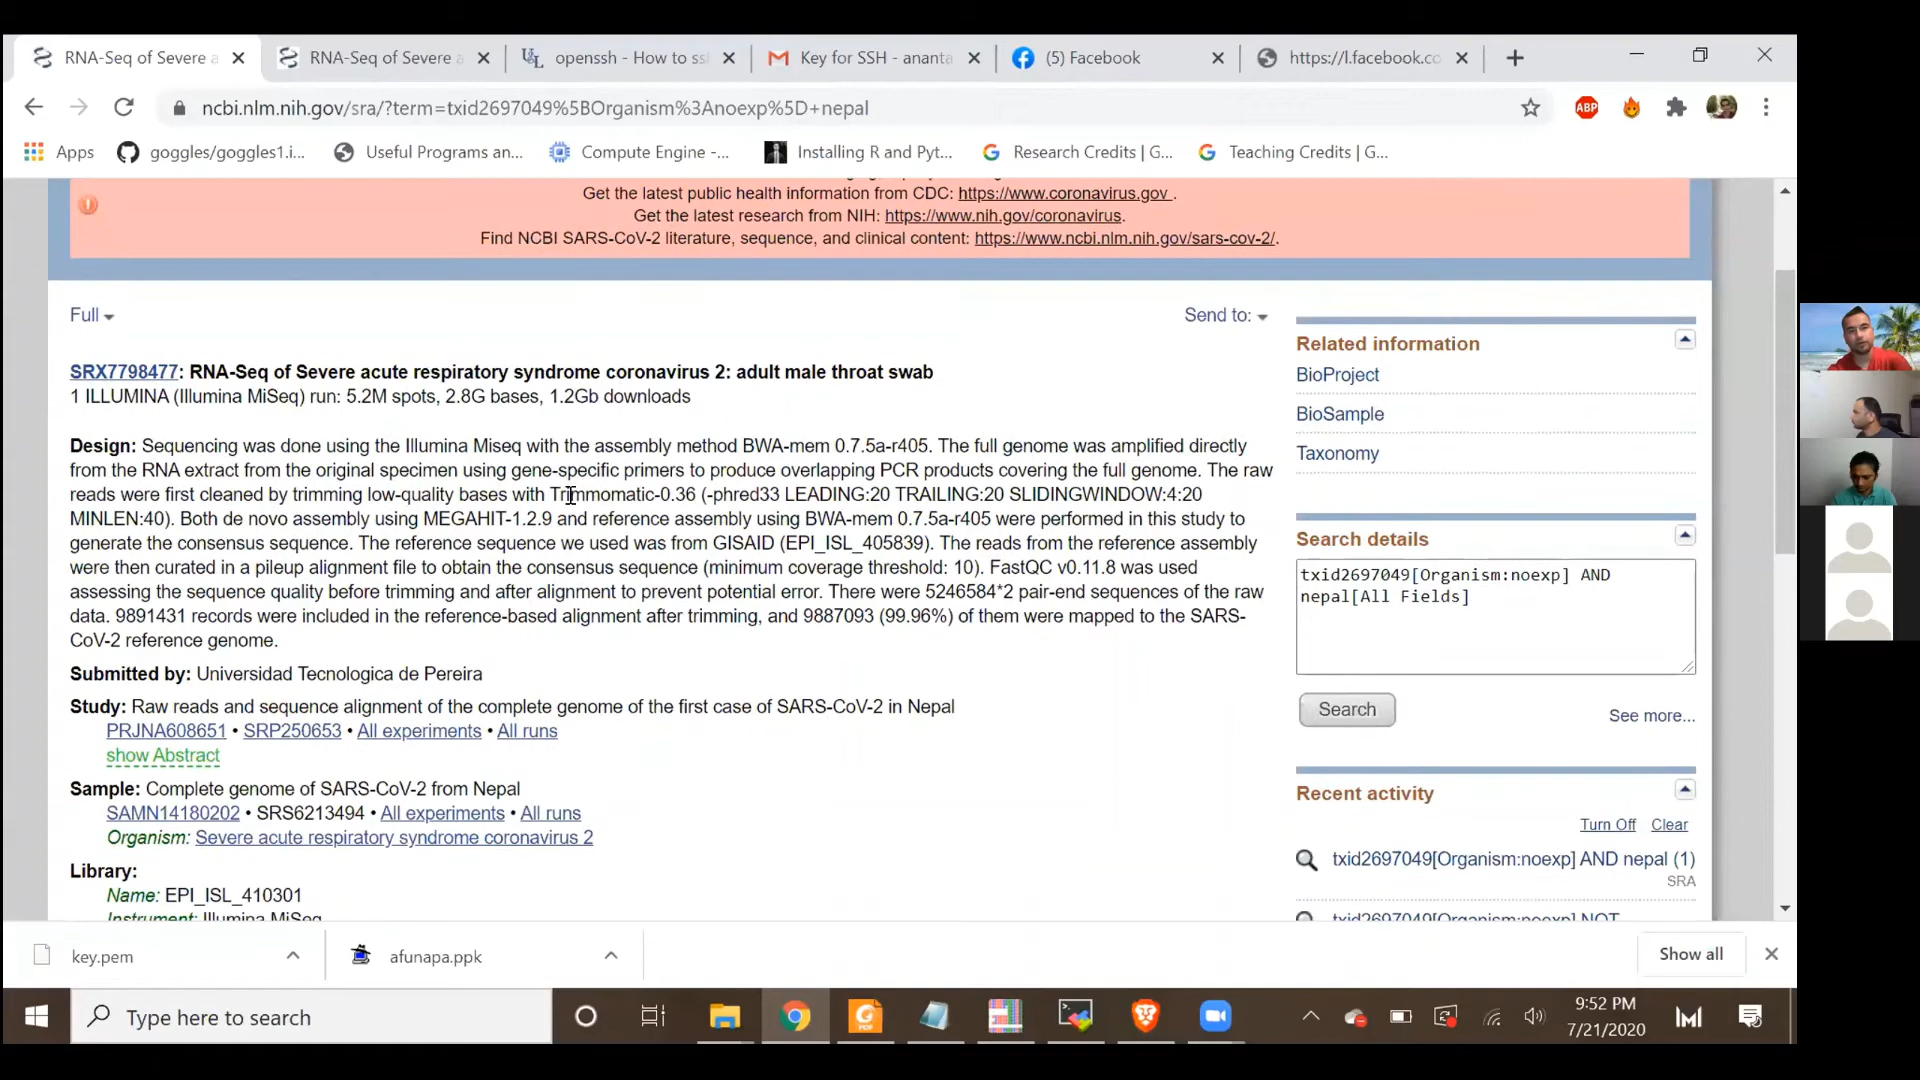 RNA-Seq of Severe a
RNA-Seq of Severe a
openssh - How to ssh
Key for SSH - ananta
(5) Facebook
https://l.facebook.co
ncbi.nlm.nih.gov/sra/?term=txid2697049%5BOrganism%3Anoexp%5D+nepal
ABP
Apps
goggles/goggles1.i...
Useful Programs an...
Compute Engine -...
Installing R and Pyt...
Research Credits | G...
Teaching Credits | G...
Get the latest public health information from CDC: https://www.coronavirus.gov .
Get the latest research from NIH: https://www.nih.gov/coronavirus.
Find NCBI SARS-CoV-2 literature, sequence, and clinical content: https://www.ncbi.nlm.nih.gov/sars-cov-2/.
Full
Send to:
SRX7798477: RNA-Seq of Severe acute respiratory syndrome coronavirus 2: adult male throat swab
1 ILLUMINA (Illumina MiSeq) run: 5.2M spots, 2.8G bases, 1.2Gb downloads
Design: Sequencing was done using the Illumina Miseq with the assembly method BWA-mem 0.7.5a-r405. The full genome was amplified directly
from the RNA extract from the original specimen using gene-specific primers to produce overlapping PCR products covering the full genome. The raw
reads were first cleaned by trimming low-quality bases with Trimmomatic-0.36 (-phred33 LEADING:20 TRAILING:20 SLIDINGWINDOW:4:20
MINLEN:40). Both de novo assembly using MEGAHIT-1.2.9 and reference assembly using BWA-mem 0.7.5a-r405 were performed in this study to
generate the consensus sequence. The reference sequence we used was from GISAID (EPI_ISL_405839). The reads from the reference assembly
were then curated in a pileup alignment file to obtain the consensus sequence (minimum coverage threshold: 10). FastQC v0.11.8 was used
assessing the sequence quality before trimming and after alignment to prevent potential error. There were 5246584*2 pair-end sequences of the raw
data. 9891431 records were included in the reference-based alignment after trimming, and 9887093 (99.96%) of them were mapped to the SARS-
CoV-2 reference genome.
Submitted by: Universidad Tecnologica de Pereira
Study: Raw reads and sequence alignment of the complete genome of the first case of SARS-CoV-2 in Nepal
PRJNA608651 • SRP250653 • All experiments • All runs
show Abstract
Sample: Complete genome of SARS-CoV-2 from Nepal
SAMN14180202 • SRS6213494 • All experiments • All runs
Organism: Severe acute respiratory syndrome coronavirus 2
Library:
Name: EPI_ISL_410301
Instrument: Illumina MiSeq
Related information
BioProject
BioSample
Taxonomy
Search details
txid2697049[Organism:noexp] AND
nepal[All Fields]
Search
See more...
Recent activity
Turn Off Clear
txid2697049[Organism:noexp] AND nepal (1)
SRA
txid2697049[Organism:noexp] NOT
key.pem
afunapa.ppk
Show all
Type here to search
PDF
9:52 PM
7/21/2020